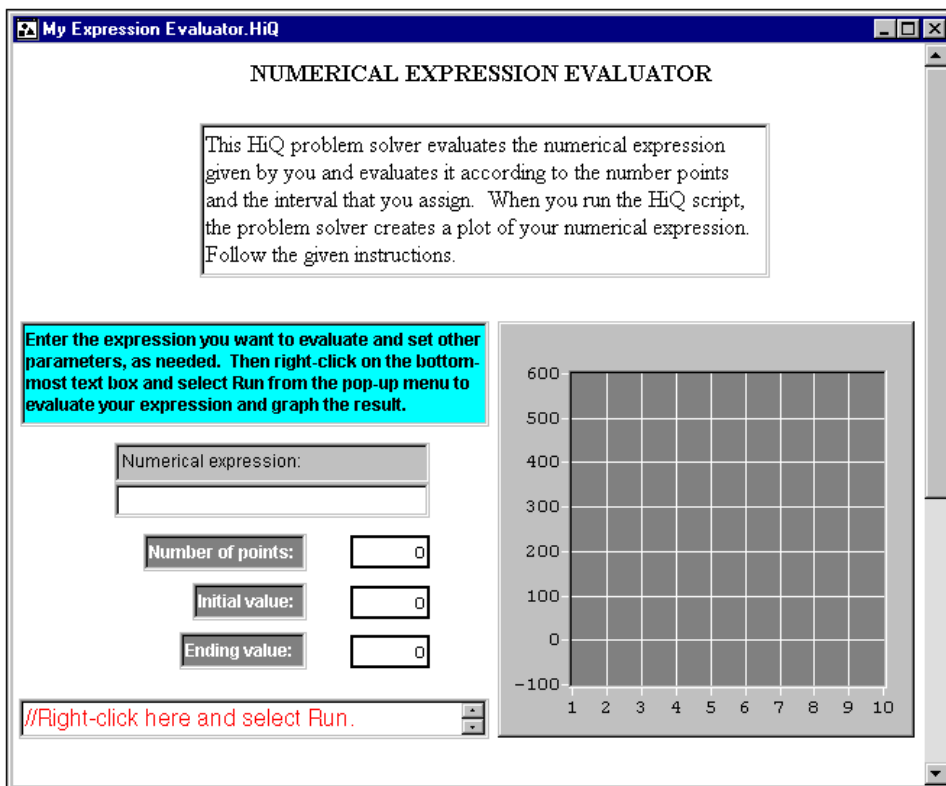 My Expression Evaluator.HiQ
NUMERICAL EXPRESSION EVALUATOR
This HiQ problem solver evaluates the numerical expression
given by you and evaluates it according to the number points
and the interval that you assign.  When you run the HiQ script,
the problem solver creates a plot of your numerical expression.
Follow the given instructions.
Enter the expression you want to evaluate and set other
parameters, as needed.  Then right-click on the bottom-
most text box and select Run from the pop-up menu to
evaluate your expression and graph the result.
Numerical expression:
Number of points: 0
Initial value: 0
Ending value: 0
//Right-click here and select Run.
600
500
400
300
200
100
0
-100
1 2 3 4 5 6 7 8 9 10